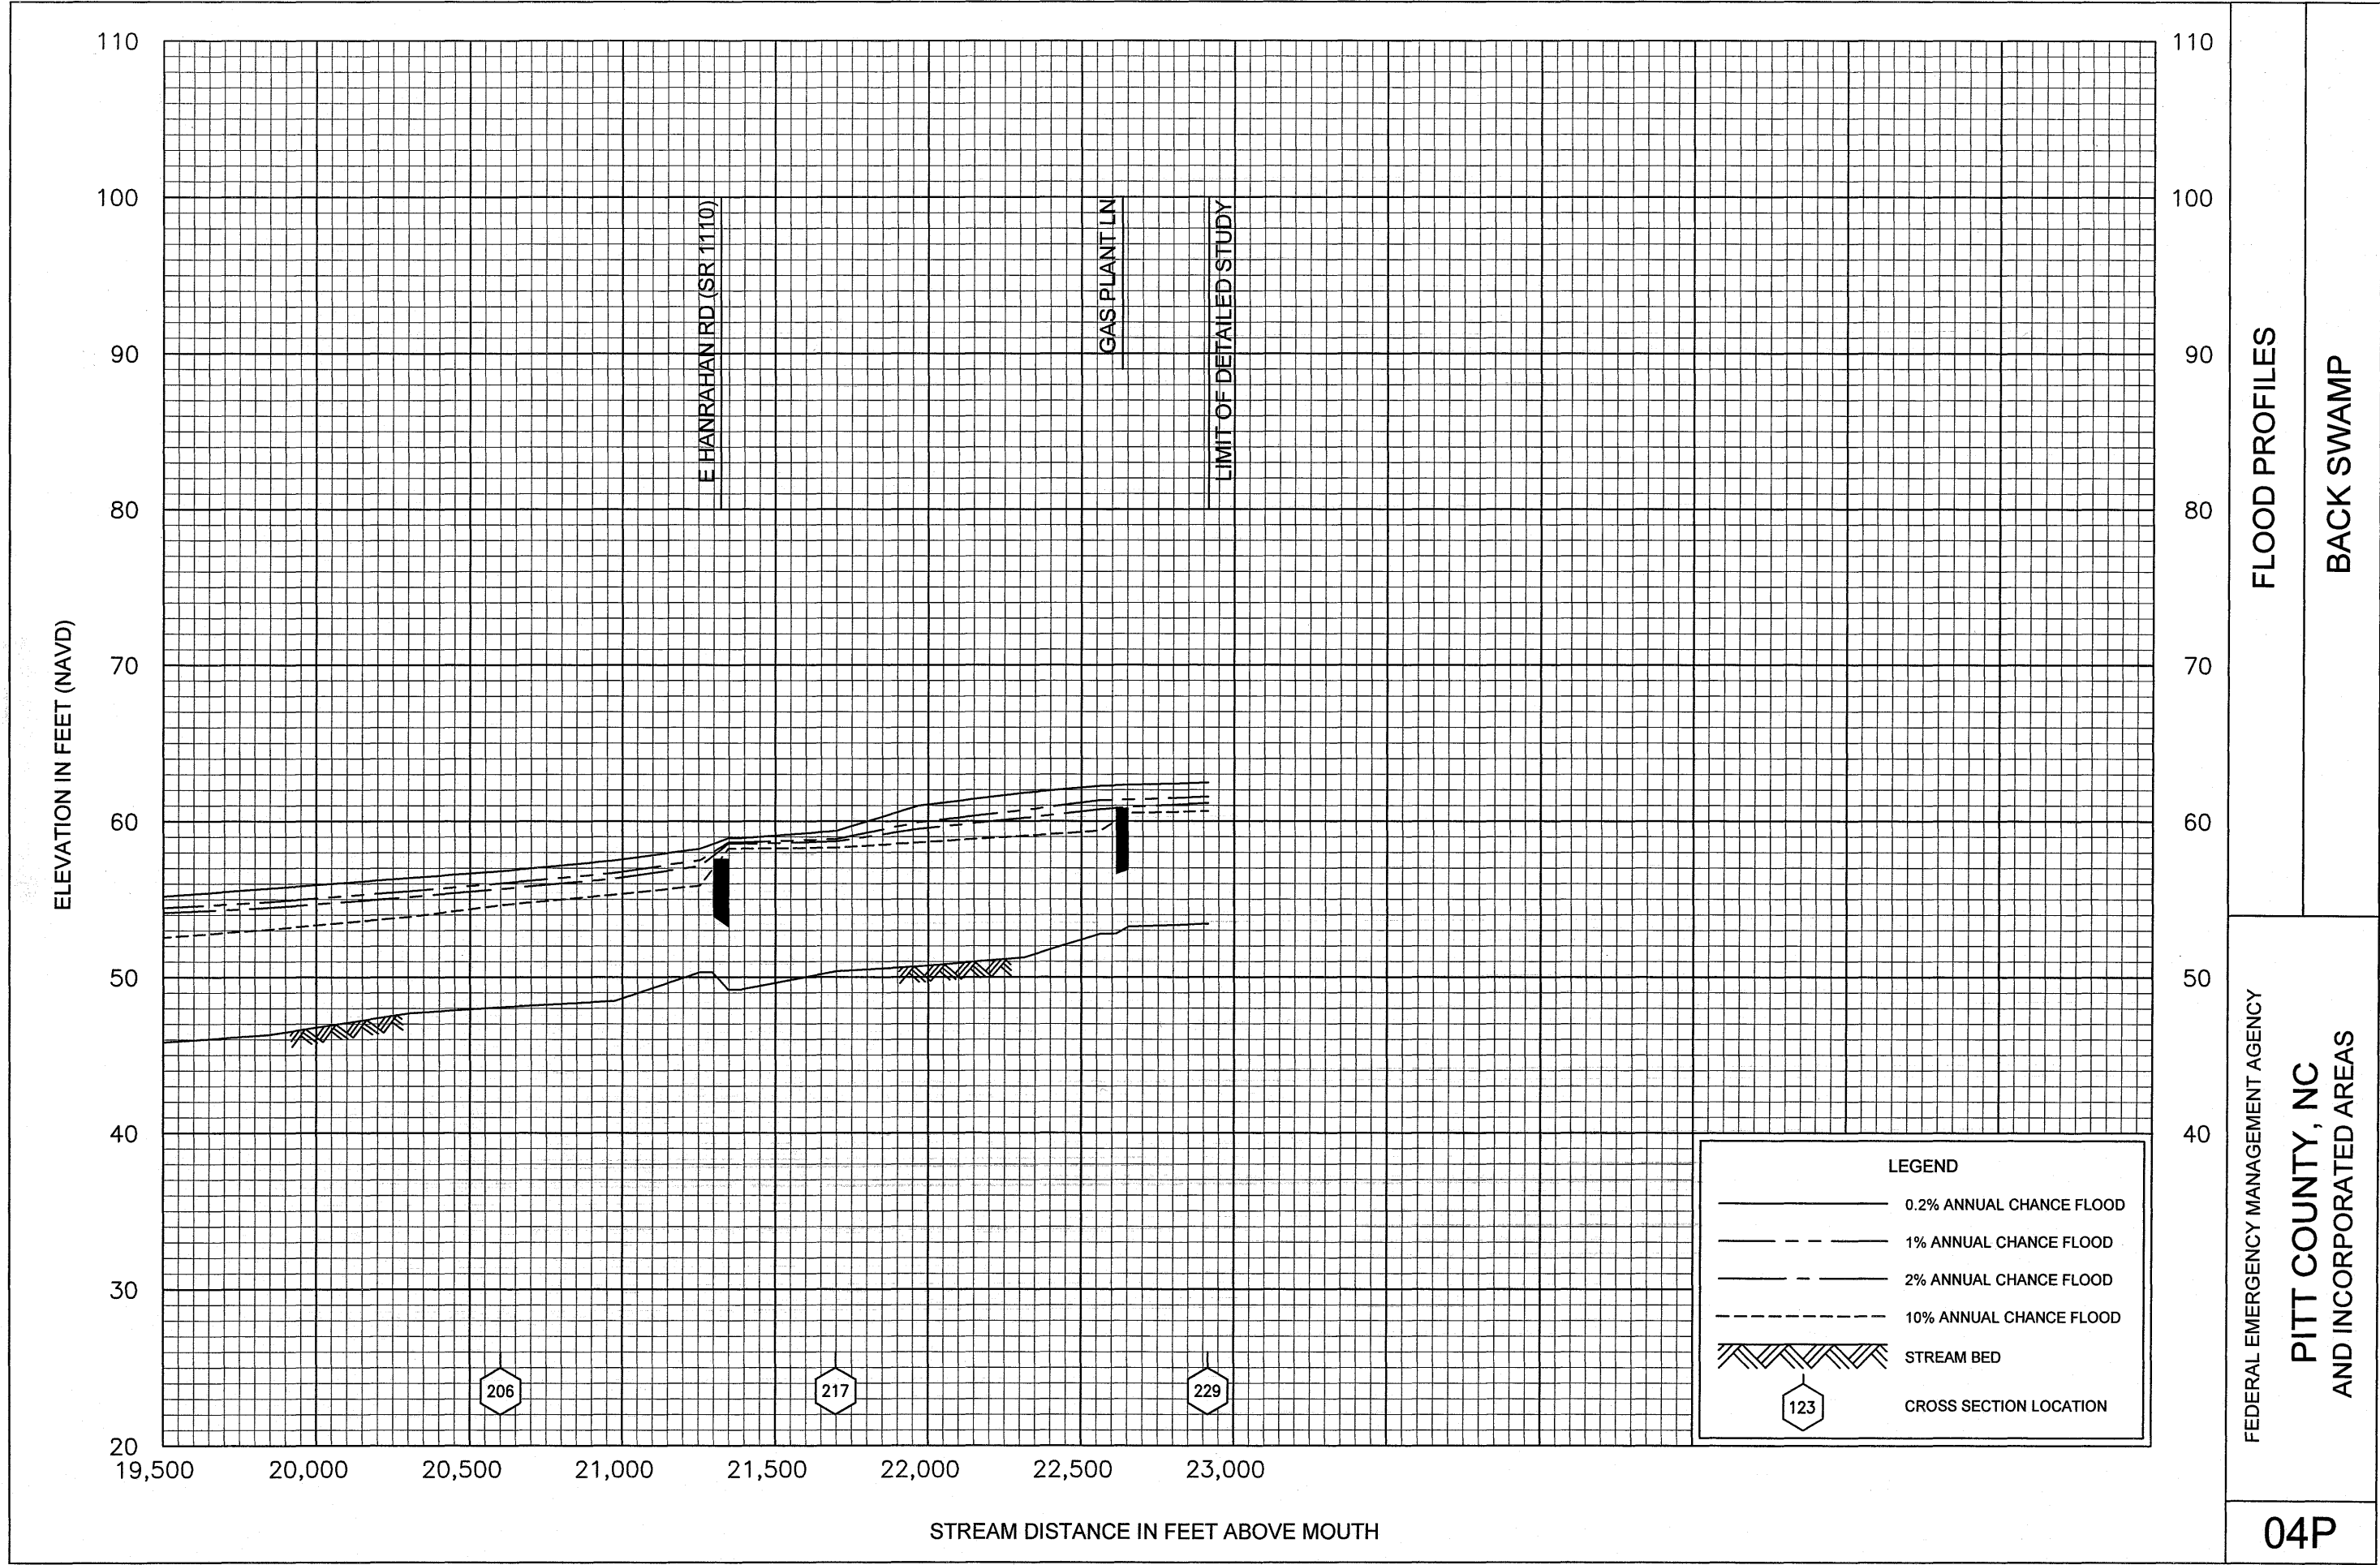 110
100
90
80
70
60
50
40
30
20
ELEVATION IN FEET (NAVD)
E HANRAHAN RD (SR 1110)
GAS PLANT LN
LIMIT OF DETAILED STUDY
110
100
90
80
70
60
50
40
206
217
229
19,500
20,000
20,500
21,000
21,500
22,000
22,500
23,000
STREAM DISTANCE IN FEET ABOVE MOUTH
LEGEND
0.2% ANNUAL CHANCE FLOOD
1% ANNUAL CHANCE FLOOD
2% ANNUAL CHANCE FLOOD
10% ANNUAL CHANCE FLOOD
STREAM BED
123
CROSS SECTION LOCATION
FLOOD PROFILES
BACK SWAMP
FEDERAL EMERGENCY MANAGEMENT AGENCY
PITT COUNTY, NC
AND INCORPORATED AREAS
04P